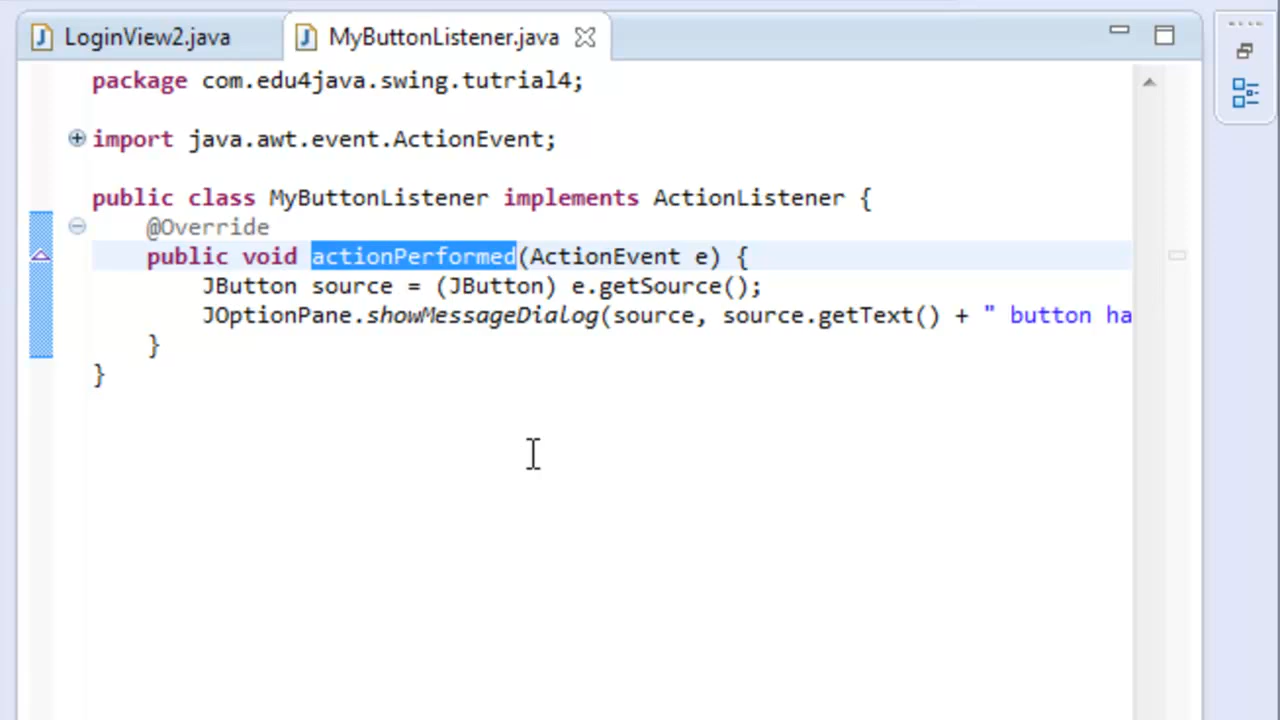 LoginView2.java
MyButtonListener.java
package com.edu4java.swing.tutrial4;
import java.awt.event.ActionEvent;
public class MyButtonListener implements ActionListener {
@Override
public void actionPerformed(ActionEvent e) {
JButton source = (JButton) e.getSource();
JOptionPane.showMessageDialog(source, source.getText() + " button ha
}
}